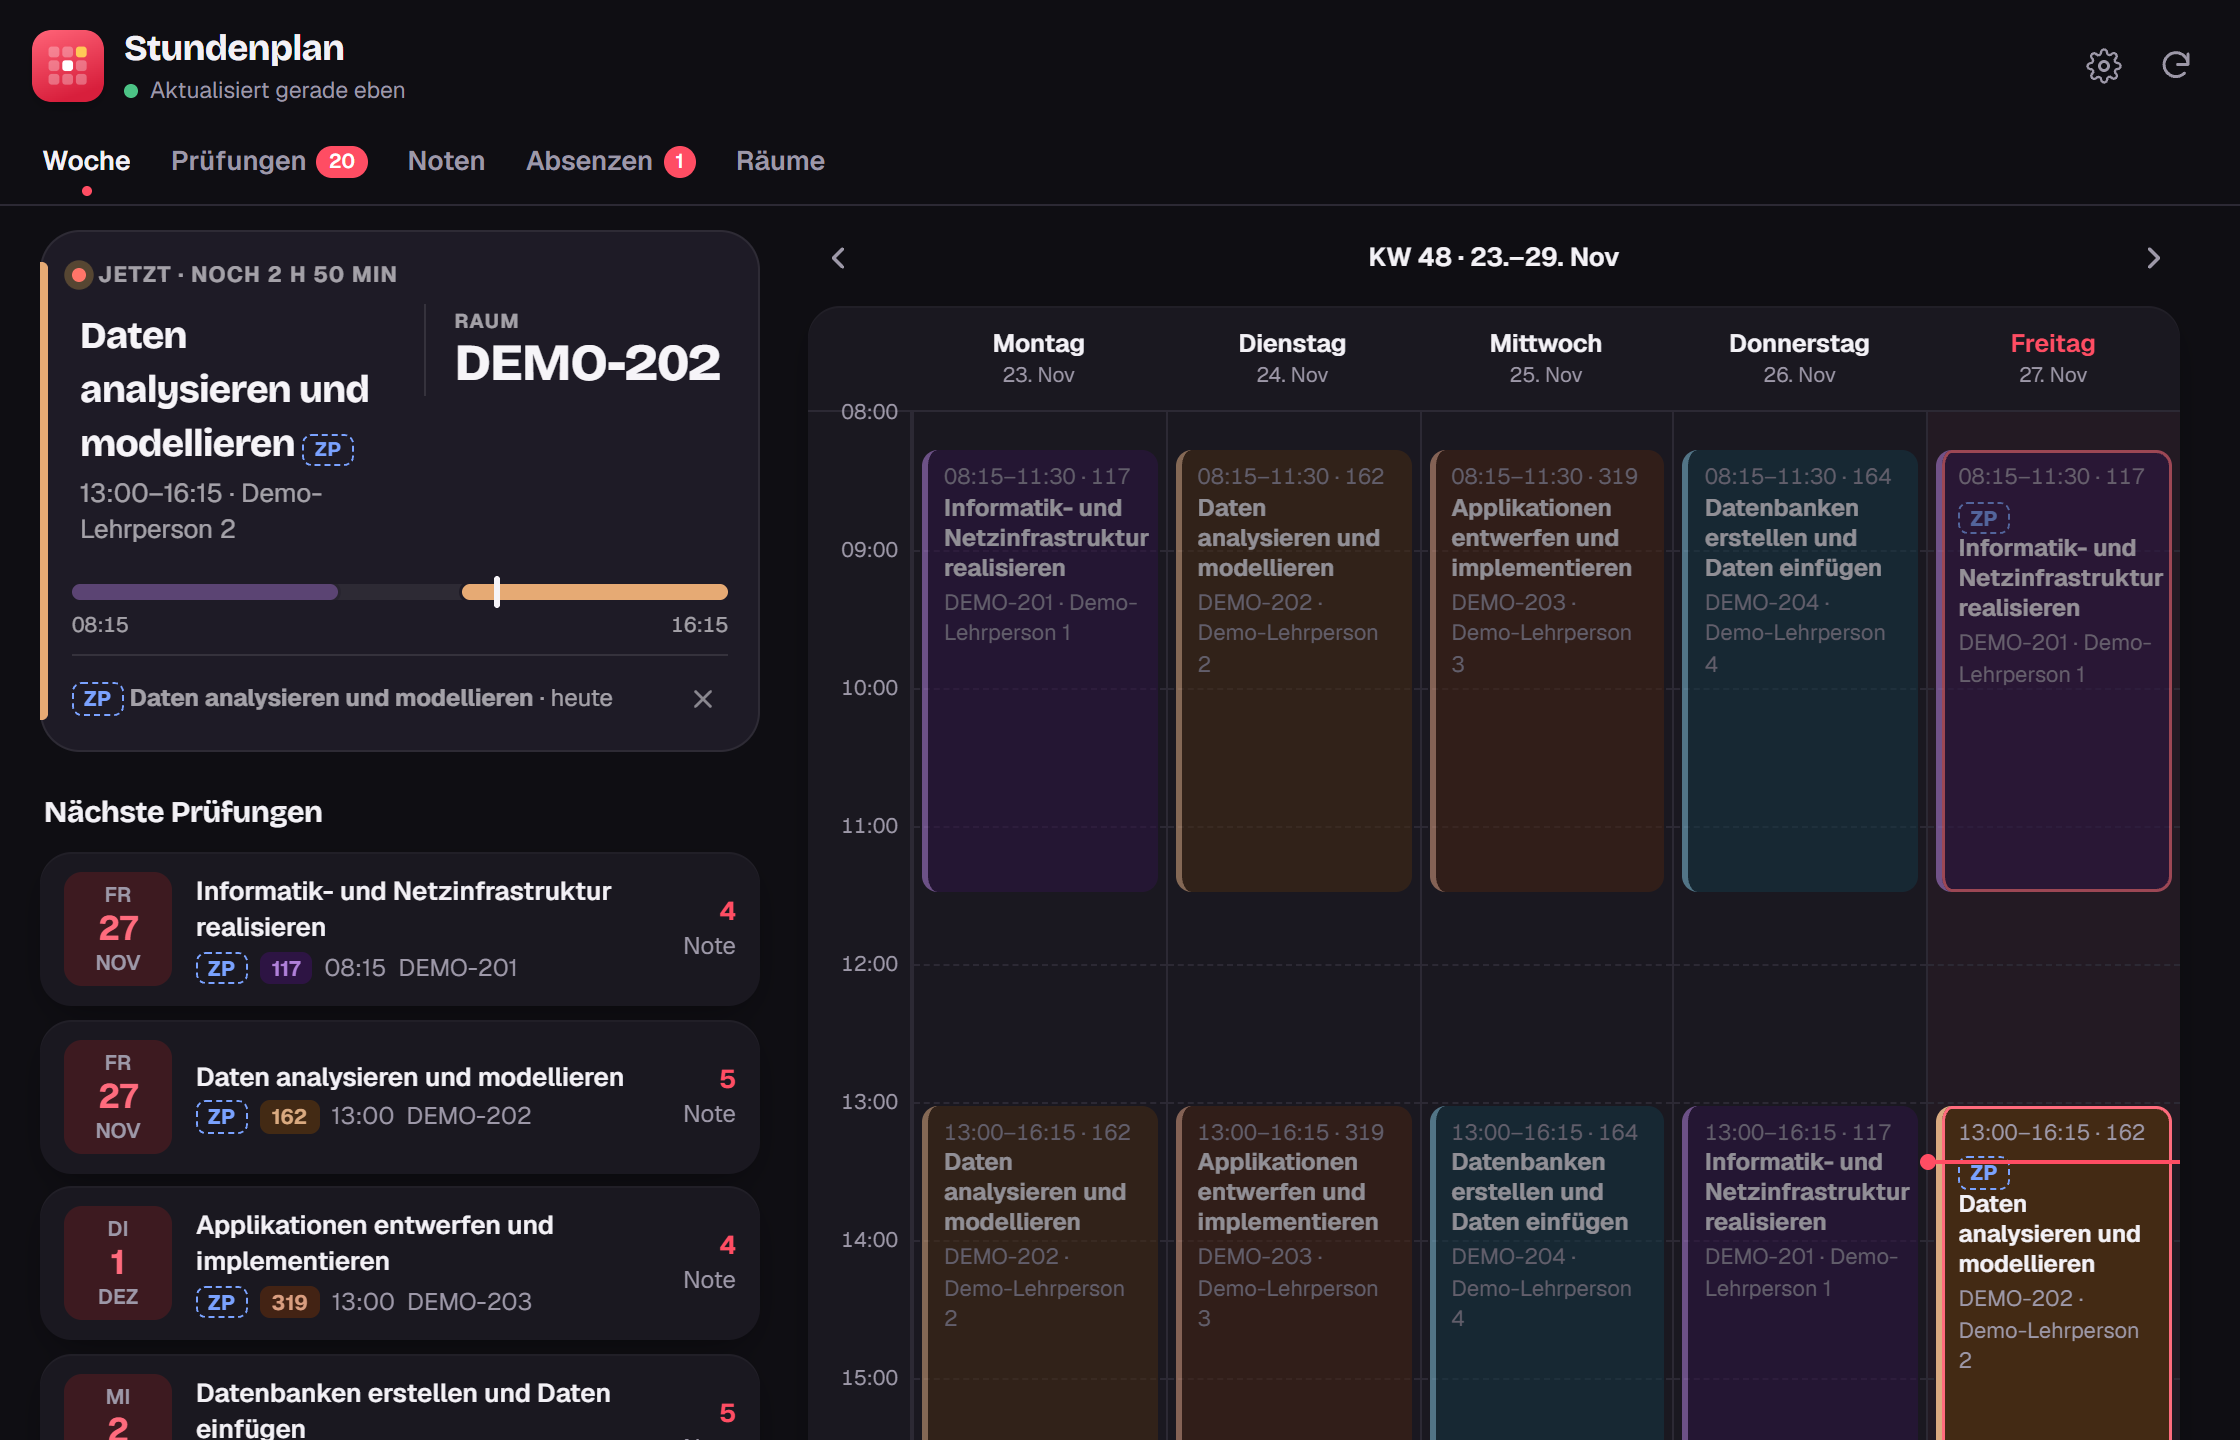 Stundenplan
Aktualisiert gerade eben
Woche
Prüfungen 20
Noten
Absenzen 1
Räume
JETZT · NOCH 2 H 50 MIN
Daten
analysieren und
modellieren ZP
13:00–16:15 · Demo-
Lehrperson 2
RAUM
DEMO-202
08:15
16:15
ZP Daten analysieren und modellieren · heute
Nächste Prüfungen
FR
27
NOV
Informatik- und Netzinfrastruktur
realisieren
ZP 117 08:15 DEMO-201
4
Note
FR
27
NOV
Daten analysieren und modellieren
ZP 162 13:00 DEMO-202
5
Note
DI
1
DEZ
Applikationen entwerfen und
implementieren
ZP 319 13:00 DEMO-203
4
Note
MI
2
Datenbanken erstellen und Daten
einfügen
5
KW 48 · 23.–29. Nov
Montag
23. Nov
Dienstag
24. Nov
Mittwoch
25. Nov
Donnerstag
26. Nov
Freitag
27. Nov
08:00
09:00
10:00
11:00
12:00
13:00
14:00
15:00
08:15–11:30 · 117
Informatik- und
Netzinfrastruktur
realisieren
DEMO-201 · Demo-
Lehrperson 1
08:15–11:30 · 162
Daten
analysieren und
modellieren
DEMO-202 ·
Demo-Lehrperson
2
08:15–11:30 · 319
Applikationen
entwerfen und
implementieren
DEMO-203 ·
Demo-Lehrperson
3
08:15–11:30 · 164
Datenbanken
erstellen und
Daten einfügen
DEMO-204 ·
Demo-Lehrperson
4
08:15–11:30 · 117
ZP
Informatik- und
Netzinfrastruktur
realisieren
DEMO-201 · Demo-
Lehrperson 1
13:00–16:15 · 162
Daten
analysieren und
modellieren
DEMO-202 ·
Demo-Lehrperson
2
13:00–16:15 · 319
Applikationen
entwerfen und
implementieren
DEMO-203 ·
Demo-Lehrperson
3
13:00–16:15 · 164
Datenbanken
erstellen und
Daten einfügen
DEMO-204 ·
Demo-Lehrperson
4
13:00–16:15 · 117
Informatik- und
Netzinfrastruktur
realisieren
DEMO-201 · Demo-
Lehrperson 1
13:00–16:15 · 162
ZP
Daten
analysieren und
modellieren
DEMO-202 ·
Demo-Lehrperson
2